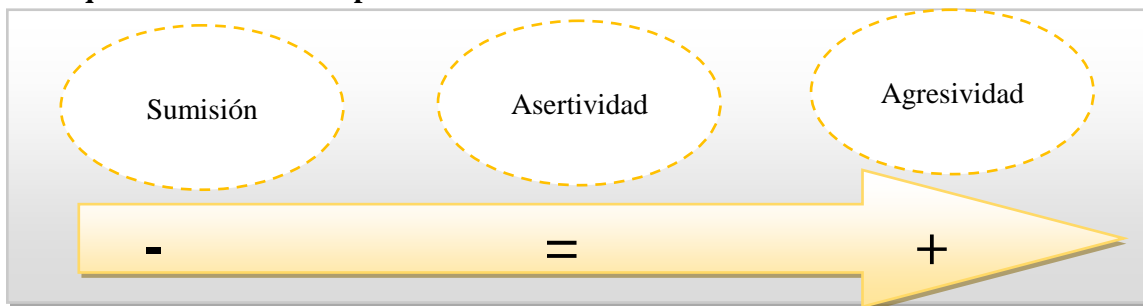 Sumisión Asertividad Agresividad
- = +